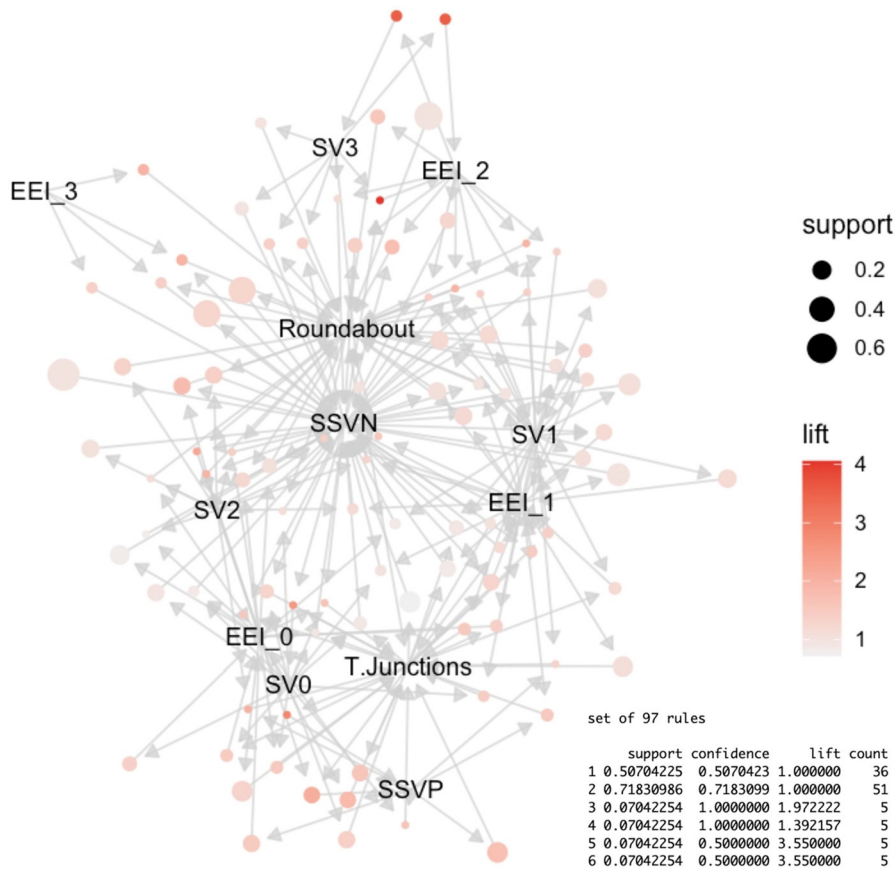 SV3
EEI_2
EEI_3
Roundabout
SSVN
SV1
EEI_1
SV2
EEI_0
T.Junctions
SV0
SSVP
support
0.2
0.4
0.6
lift
4
3
2
1
set of 97 rules
support confidence lift count
1 0.50704225 0.5070423 1.000000 36
2 0.71830986 0.7183099 1.000000 51
3 0.07042254 1.0000000 1.972222 5
4 0.07042254 1.0000000 1.392157 5
5 0.07042254 0.5000000 3.550000 5
6 0.07042254 0.5000000 3.550000 5